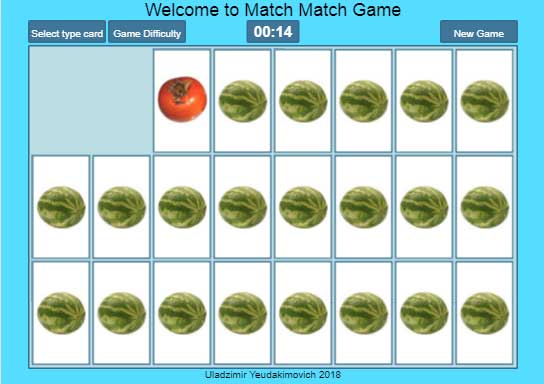 Welcome to Match Match Game
Select type card Game Difficulty 00:14 New Game
Uladzimir Yeudakimovich 2018